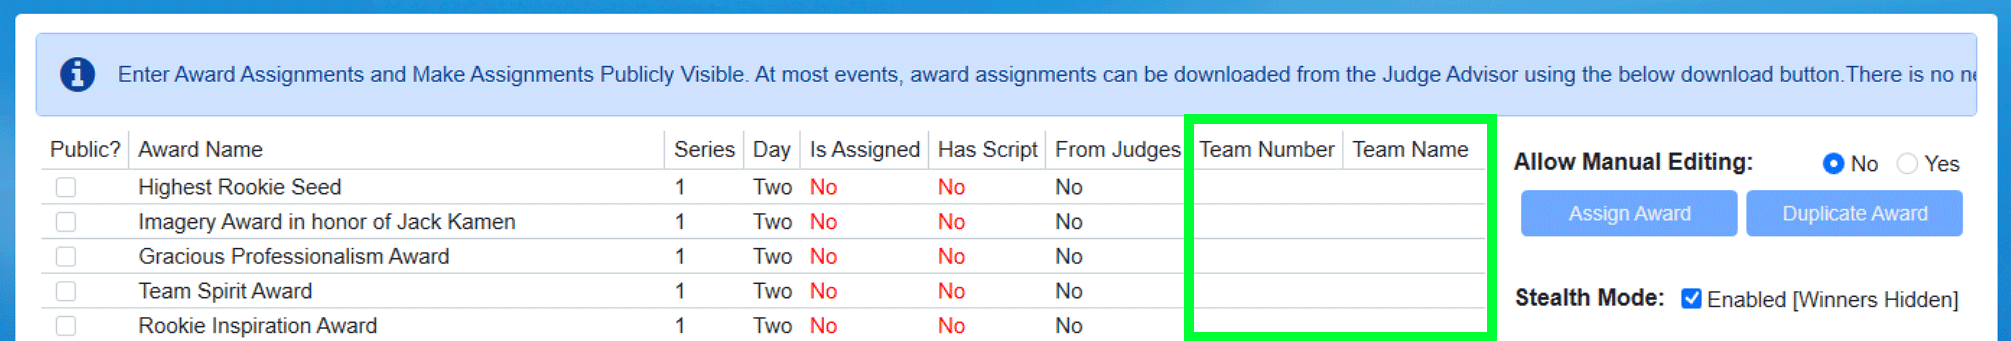 Enter Award Assignments and Make Assignments Publicly Visible. At most events, award assignments can be downloaded from the Judge Advisor using the below download button.There is no
Public? Award Name Series Day Is Assigned Has Script From Judges Team Number Team Name
Highest Rookie Seed 1 Two No No No
Imagery Award in honor of Jack Kamen 1 Two No No No
Gracious Professionalism Award 1 Two No No No
Team Spirit Award 1 Two No No No
Rookie Inspiration Award 1 Two No No No
Allow Manual Editing: No Yes
Assign Award Duplicate Award
Stealth Mode: Enabled [Winners Hidden]